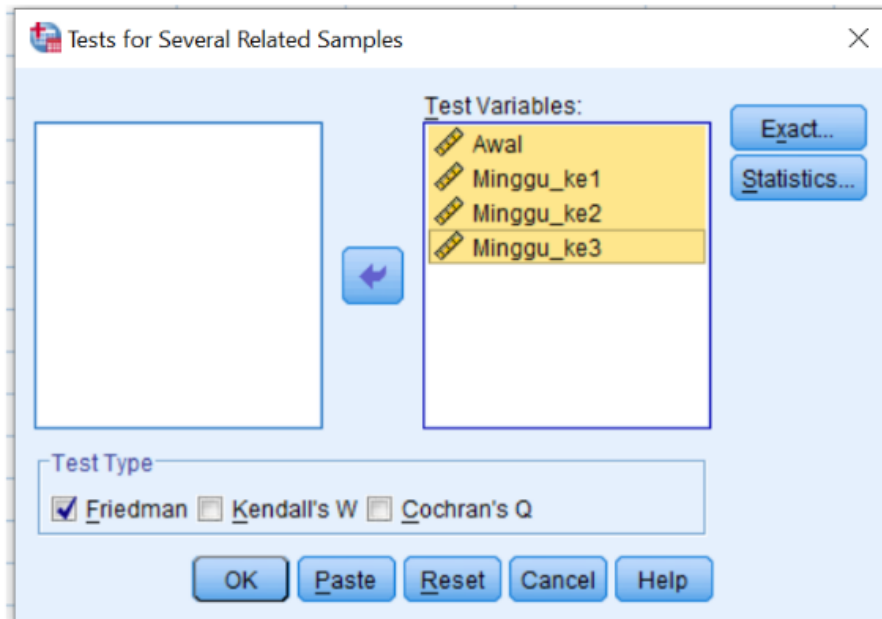 Tests for Several Related Samples
Test Variables:
Awal
Minggu_ke1
Minggu_ke2
Minggu_ke3
Exact...
Statistics...
Test Type
Friedman Kendall's W Cochran's Q
OK Paste Reset Cancel Help